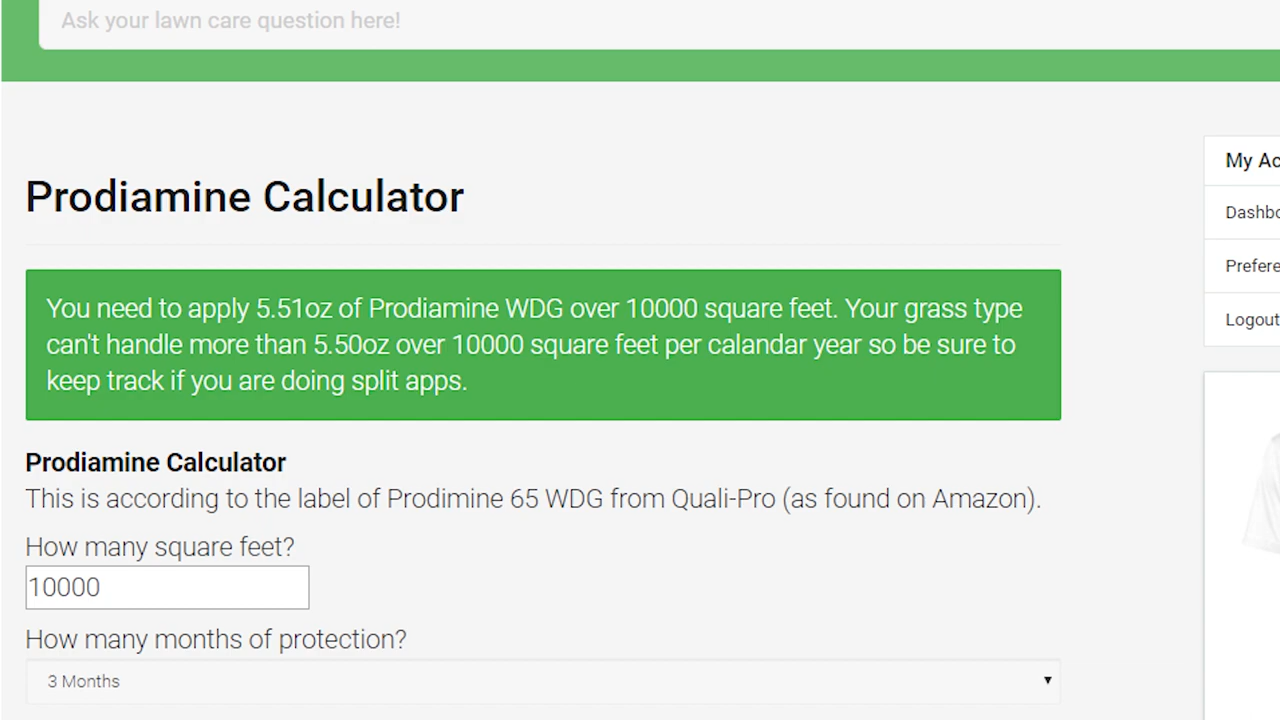 Ask your lawn care question here!
My Ac
Prodiamine Calculator
Dashbo
Prefere
You need to apply 5.51oz of Prodiamine WDG over 10000 square feet. Your grass type
can't handle more than 5.50oz over 10000 square feet per calandar year so be sure to
keep track if you are doing split apps.
Logout
Prodiamine Calculator
This is according to the label of Prodimine 65 WDG from Quali-Pro (as found on Amazon).
How many square feet?
10000
How many months of protection?
3 Months